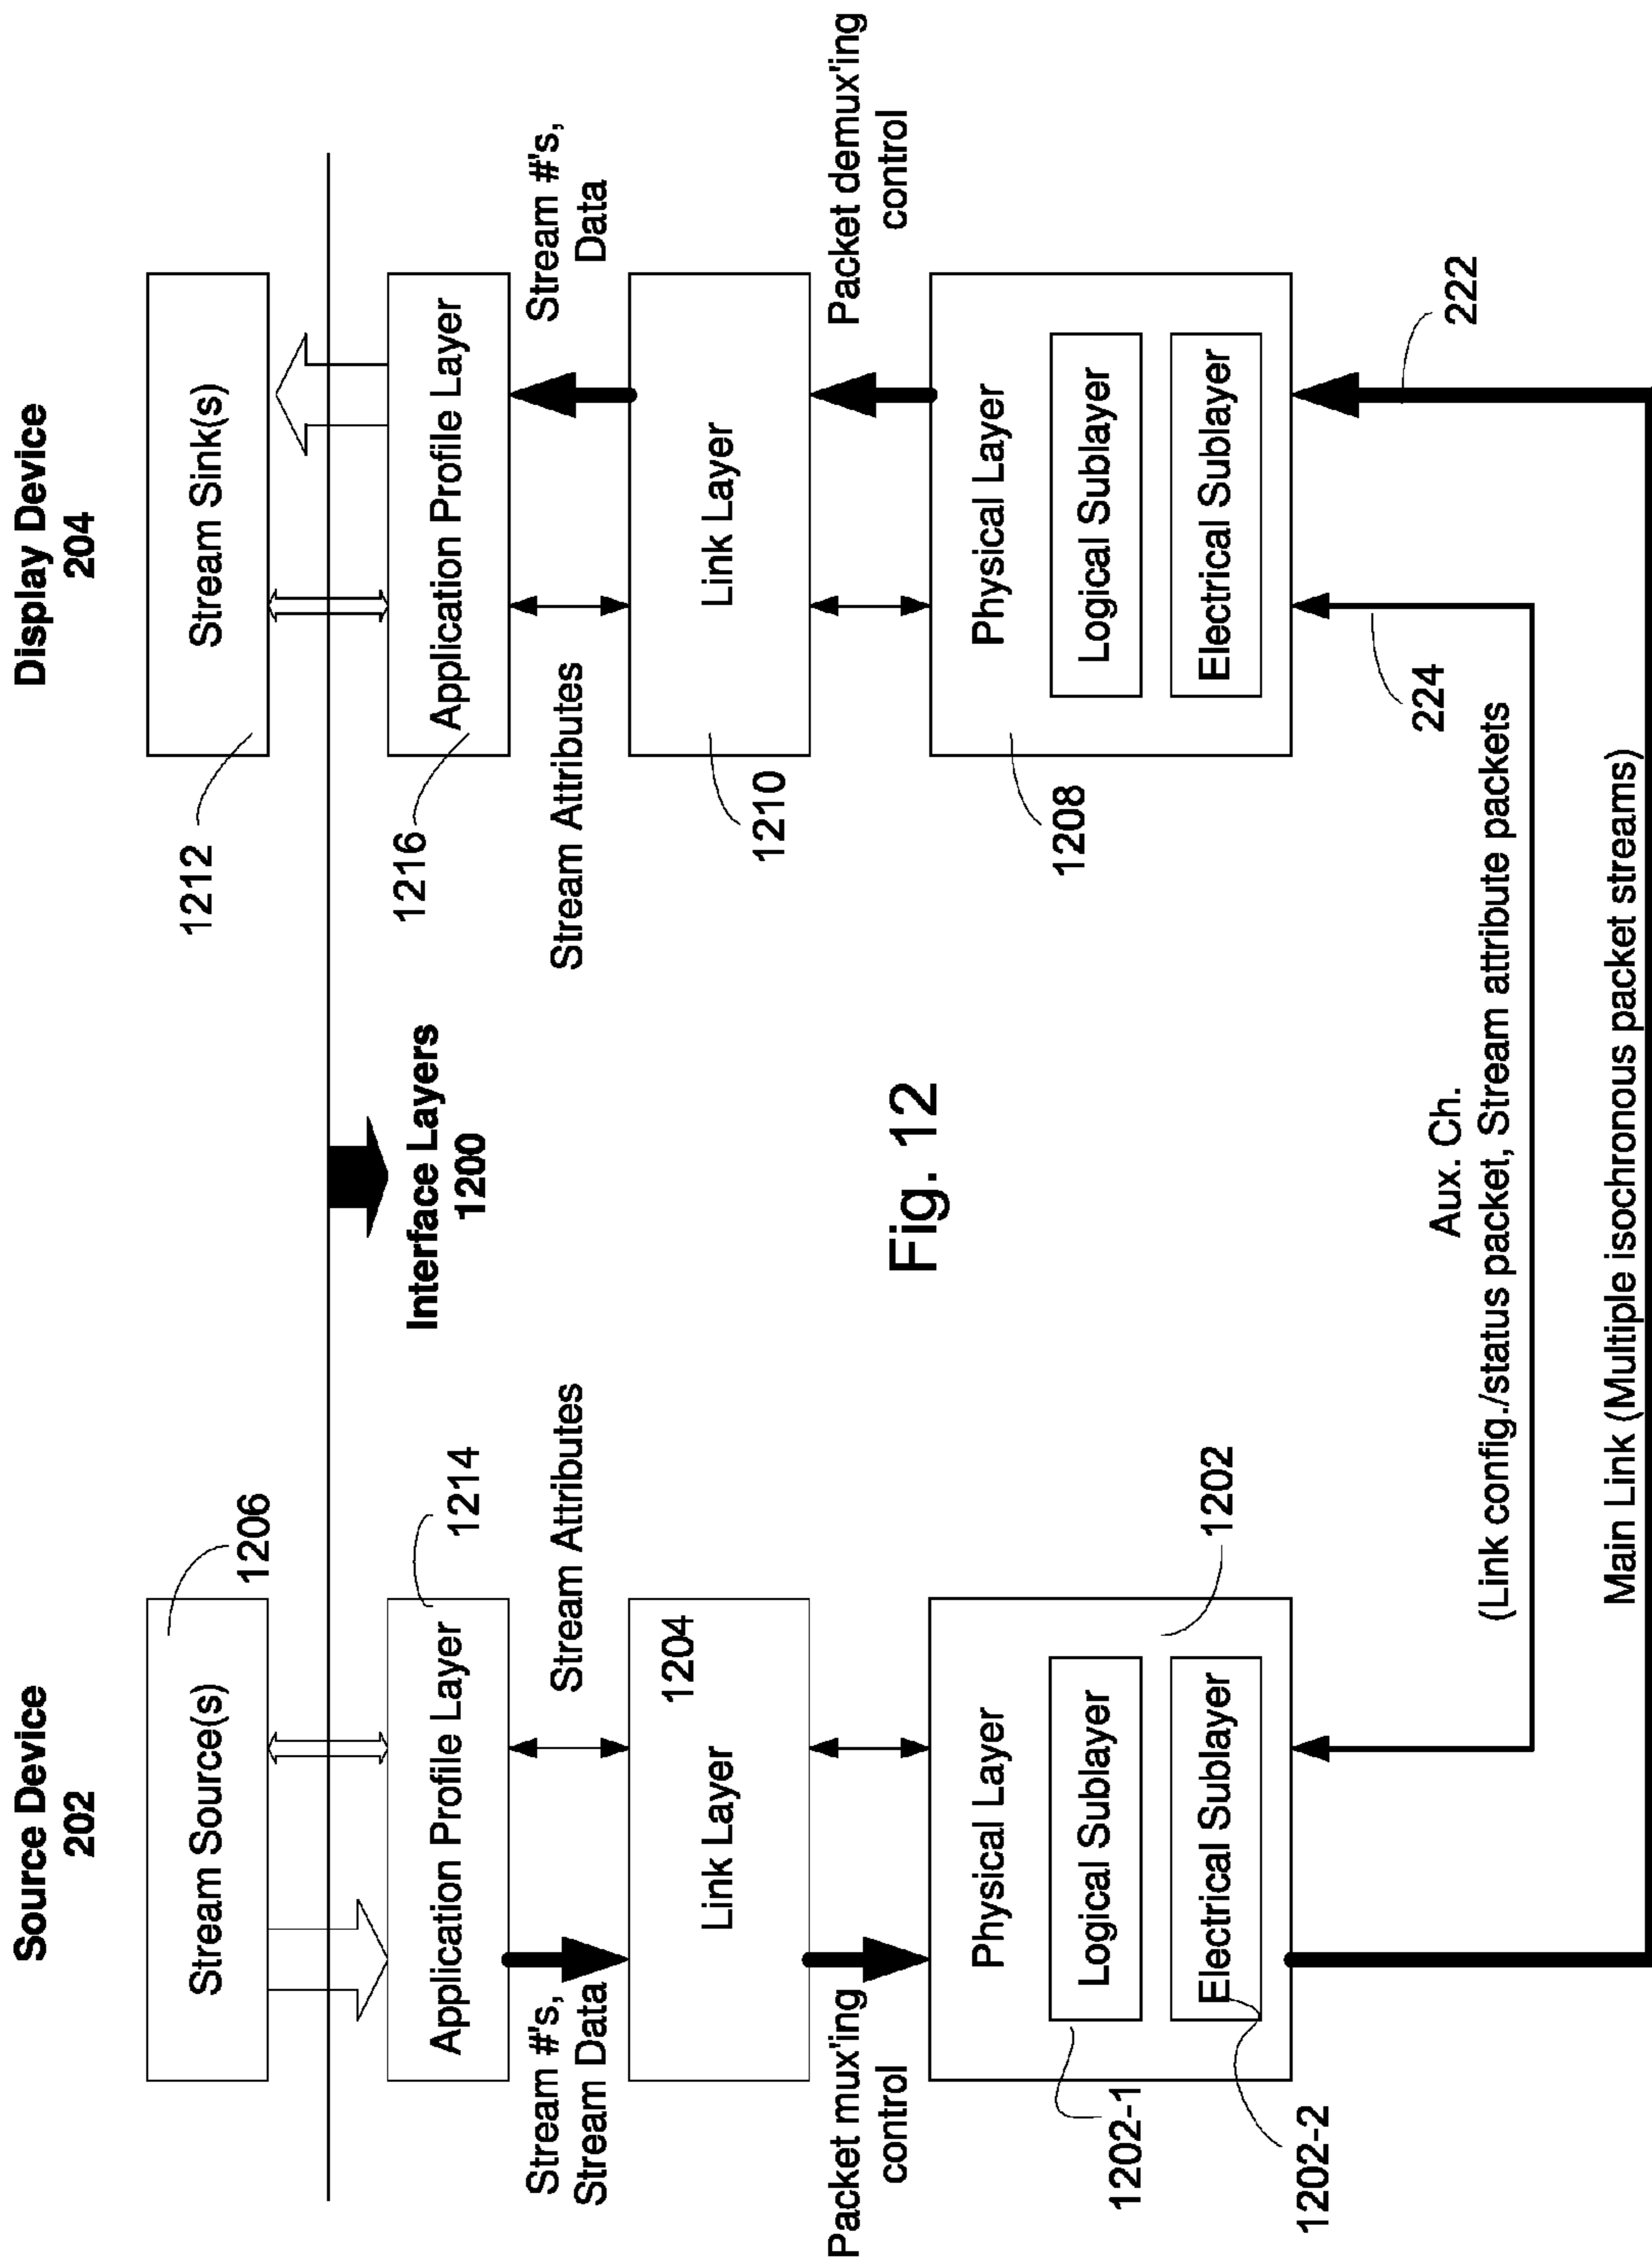 Source Device
202
Display Device
204
Stream Source(s)
1206
Stream Sink(s)
1212
Interface Layers
1200
Application Profile Layer
1214
Application Profile Layer
1216
Stream #'s,
Stream Data
Stream Attributes
Stream Attributes
Stream #'s,
Data
Link Layer
1204
Link Layer
1210
Fig. 12
Packet mux'ing
control
Packet demux'ing
control
Physical Layer
1202
Logical Sublayer
1202-1
Electrical Sublayer
1202-2
Physical Layer
1208
Logical Sublayer
Electrical Sublayer
224
222
Aux. Ch.
(Link config./status packet, Stream attribute packets
Main Link (Multiple isochronous packet streams)